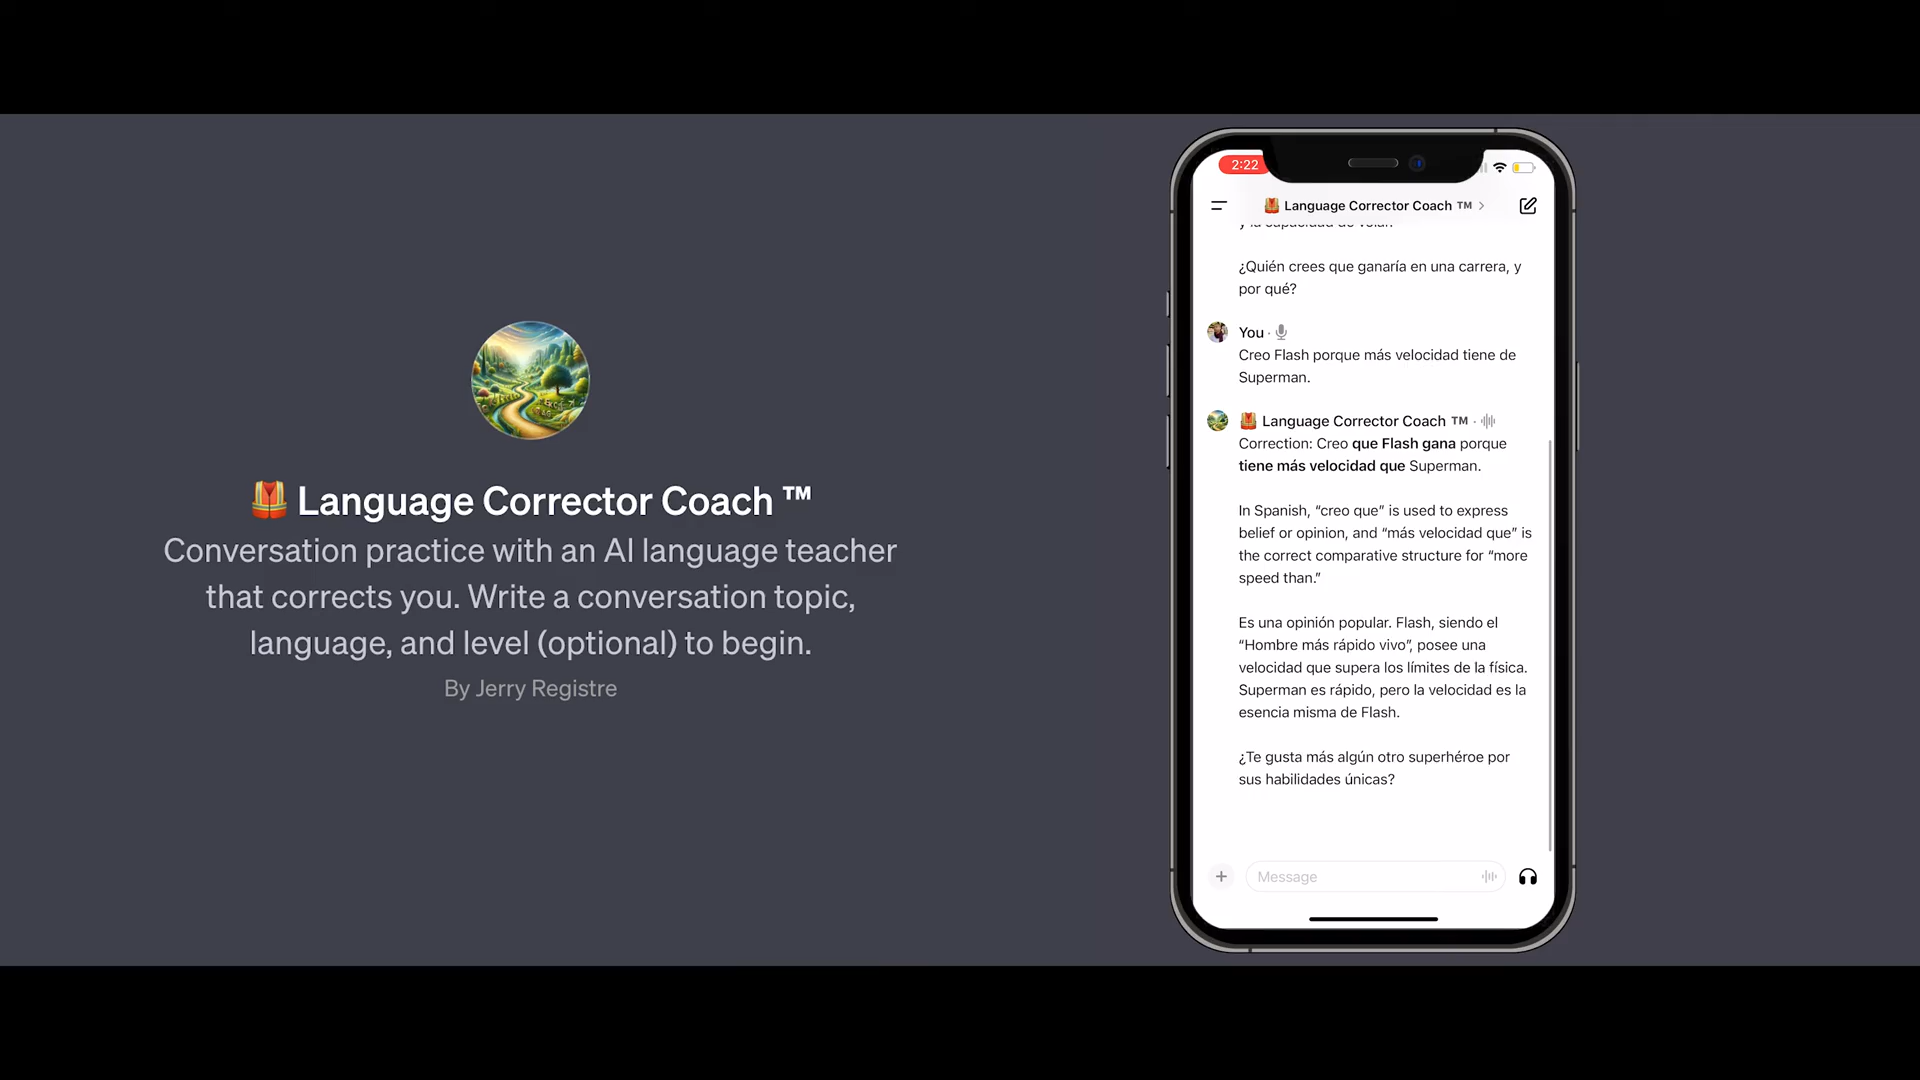 Language Corrector Coach ™
Conversation practice with an AI language teacher
that corrects you. Write a conversation topic,
language, and level (optional) to begin.
By Jerry Registre
2:22
Language Corrector Coach ™
¿Quién crees que ganaría en una carrera, y
por qué?
You
Creo Flash porque más velocidad tiene de
Superman.
Language Corrector Coach ™
Correction: Creo que Flash gana porque
tiene más velocidad que Superman.
In Spanish, “creo que” is used to express
belief or opinion, and “más velocidad que” is
the correct comparative structure for “more
speed than.”
Es una opinión popular. Flash, siendo el
“Hombre más rápido vivo”, posee una
velocidad que supera los límites de la física.
Superman es rápido, pero la velocidad es la
esencia misma de Flash.
¿Te gusta más algún otro superhéroe por
sus habilidades únicas?
Message